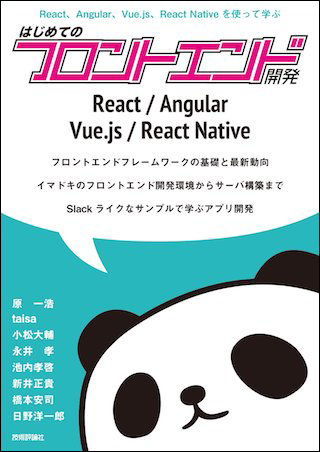 React、Angular、Vue.js、React Native を使って学ぶ
はじめての
フロントエンド
開発
React / Angular
Vue.js / React Native
フロントエンドフレームワークの基礎と最新動向
イマドキのフロントエンド開発環境からサーバ構築まで
Slack ライクなサンプルで学ぶアプリ開発
原　一浩
taisa
小松大輔
永井　孝
池内孝啓
新井正貴
橋本安司
日野洋一郎
技術評論社